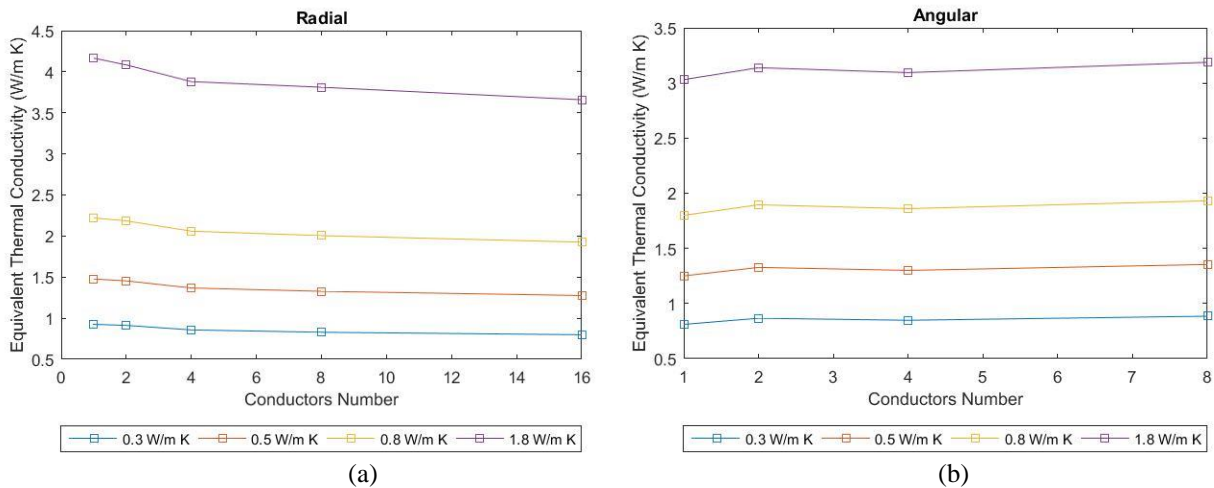 Radial
Equivalent Thermal Conductivity (W/m K)
4.5
4
3.5
3
2.5
2
1.5
1
0.5
0 2 4 6 8 10 12 14 16
Conductors Number
0.3 W/m K 0.5 W/m K 0.8 W/m K 1.8 W/m K
(a)
Angular
Equivalent Thermal Conductivity (W/m K)
3.5
3
2.5
2
1.5
1
0.5
1 2 3 4 5 6 7 8
Conductors Number
0.3 W/m K 0.5 W/m K 0.8 W/m K 1.8 W/m K
(b)